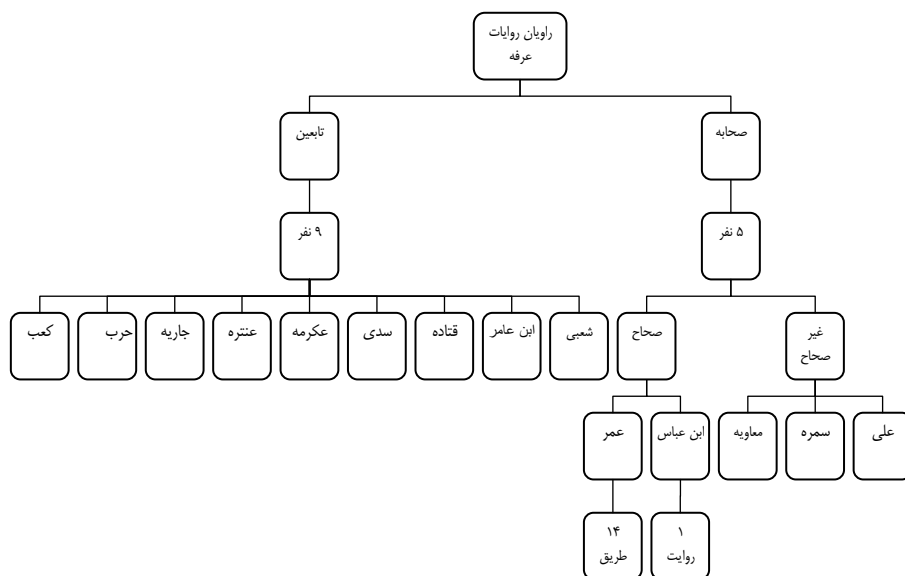 راویان روایات
عرفه
صحابه
تابعین
۵ نفر
۹ نفر
غیر
صحاح
صحاح
شعبی
ابن عامر
قتاده
سدی
عکرمه
عنتره
جاریه
حرب
کعب
علی
سمره
معاویه
ابن عباس
عمر
۱
روایت
۱۴
طریق